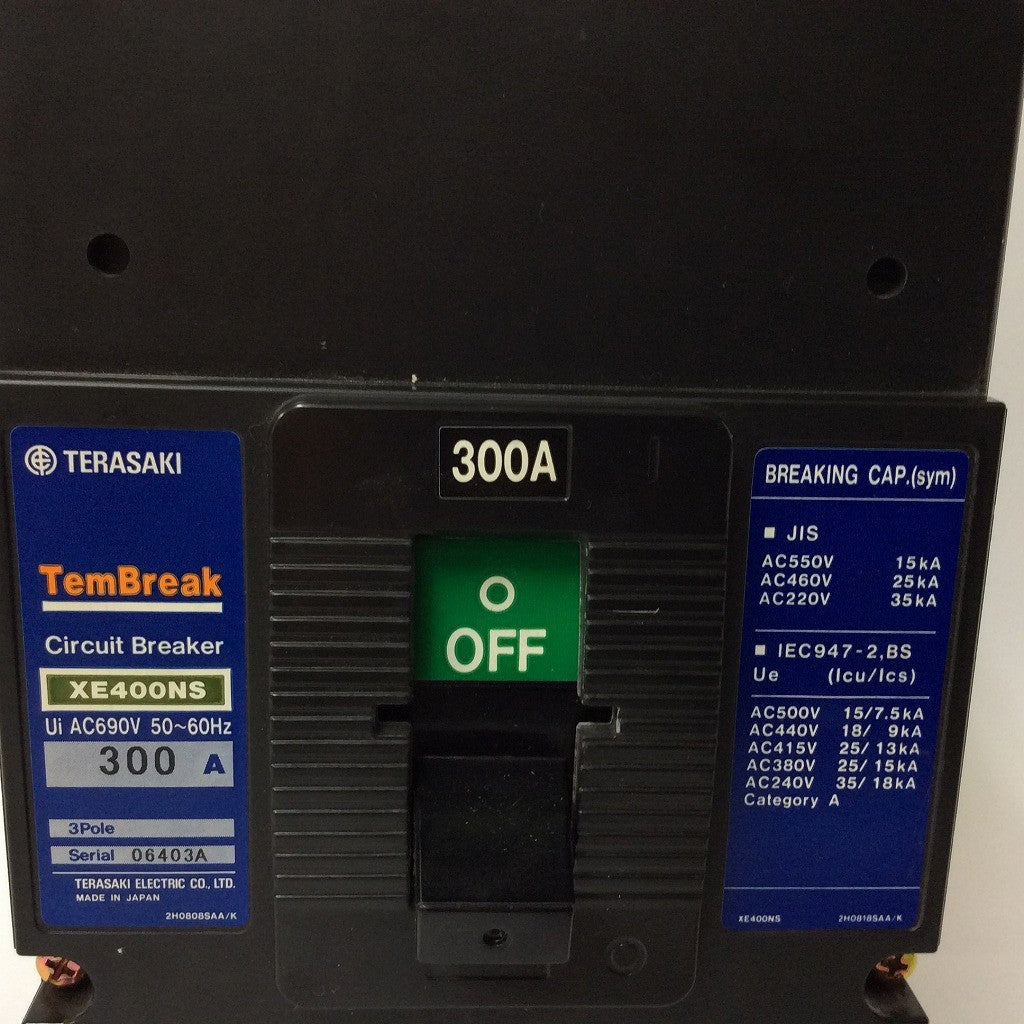 TERASAKI
TemBreak
Circuit Breaker
XE400NS
Ui AC690V 50~60Hz
300 A
3Pole
Serial 06403A
TERASAKI ELECTRIC CO., LTD.
MADE IN JAPAN
2H0808SAA/K
300A
OFF
BREAKING CAP.(sym)
■ JIS
AC550V 15kA
AC460V 25kA
AC220V 35kA
■ IEC947-2,BS
Ue (Icu/Ics)
AC500V 15/7.5kA
AC440V 18/ 9kA
AC415V 25/13kA
AC380V 25/15kA
AC240V 35/18kA
Category A
XE400NS 2H0818SAA/K